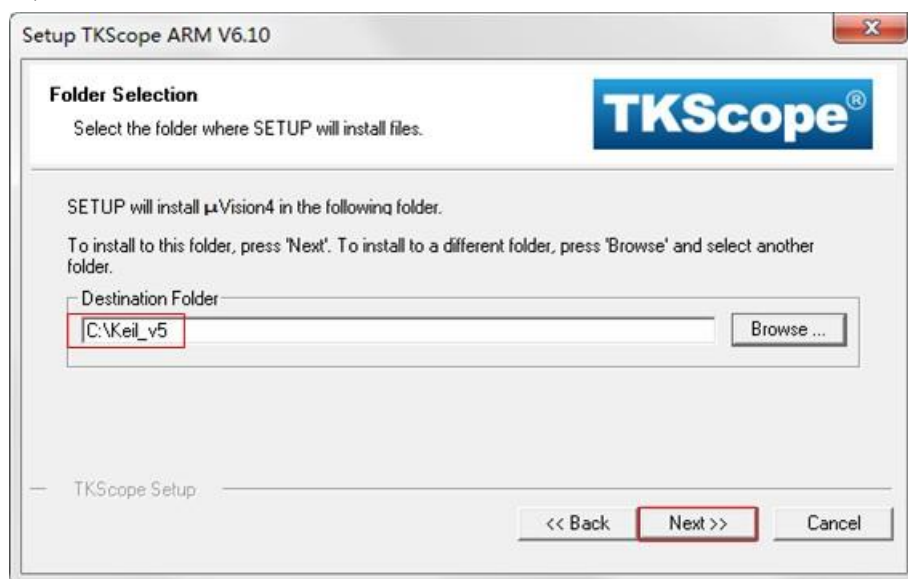 Setup TKScope ARM V6.10
Folder Selection
Select the folder where SETUP will install files.
TKScope®
SETUP will install µVision4 in the following folder.
To install to this folder, press 'Next'. To install to a different folder, press 'Browse' and select another
folder.
Destination Folder
C:\Keil_v5
Browse ...
TKScope Setup
<< Back
Next >>
Cancel